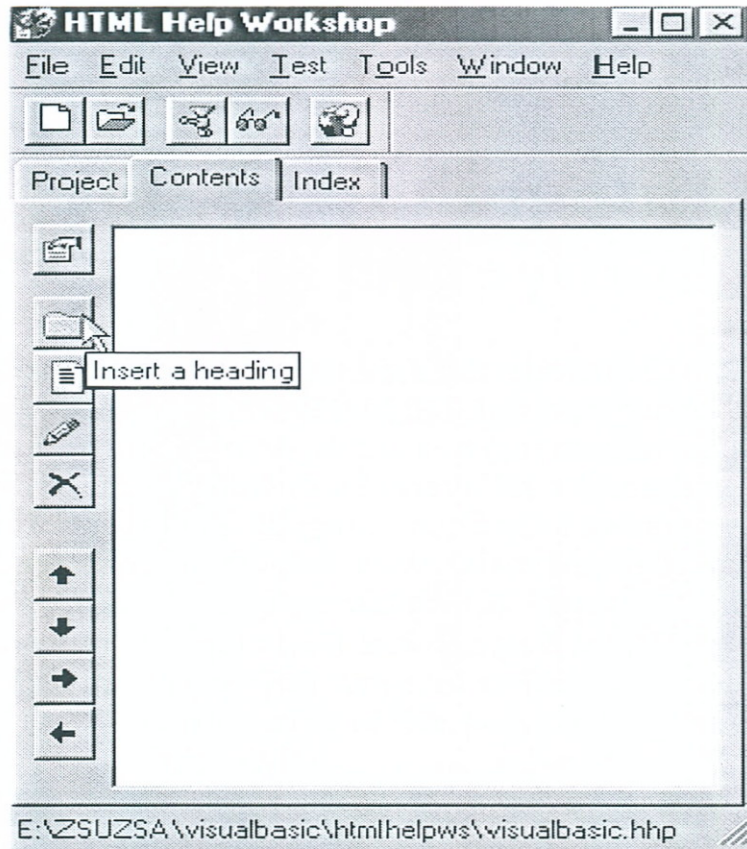 HTML Help Workshop
File Edit View Test Tools Window Help
Project Contents Index
Insert a heading
E:\ZSUZSA\visualbasic\htmlhelpws\visualbasic.hhp